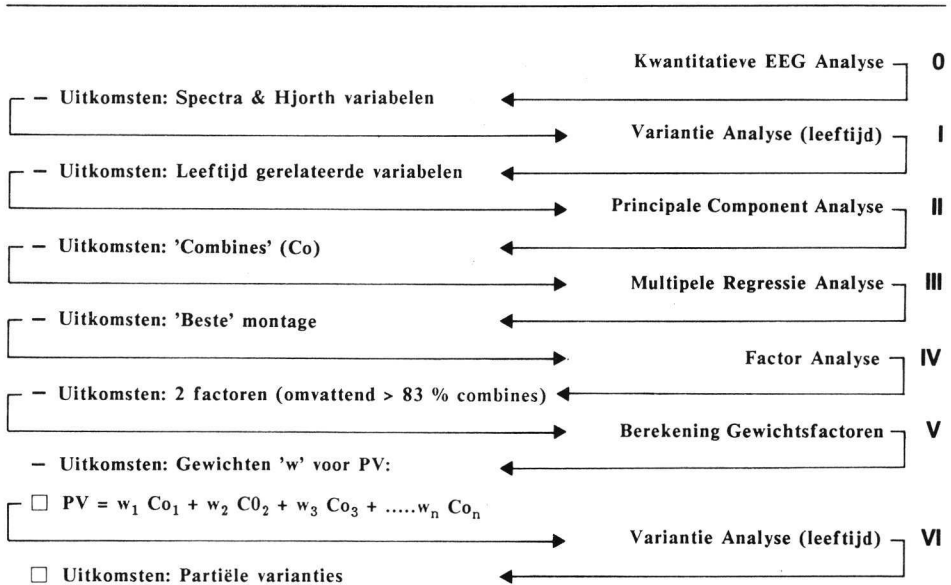 Kwantitatieve EEG Analyse 0
– Uitkomsten: Spectra & Hjorth variabelen
Variantie Analyse (leeftijd) I
– Uitkomsten: Leeftijd gerelateerde variabelen
Principale Component Analyse II
– Uitkomsten: 'Combines' (Co)
Multipele Regressie Analyse III
– Uitkomsten: 'Beste' montage
Factor Analyse IV
– Uitkomsten: 2 factoren (omvattend > 83 % combines)
Berekening Gewichtsfactoren V
– Uitkomsten: Gewichten 'w' voor PV:
□ PV = w₁ Co₁ + w₂ C0₂ + w₃ Co₃ + .....wₙ Coₙ
Variantie Analyse (leeftijd) VI
□ Uitkomsten: Partiële varianties